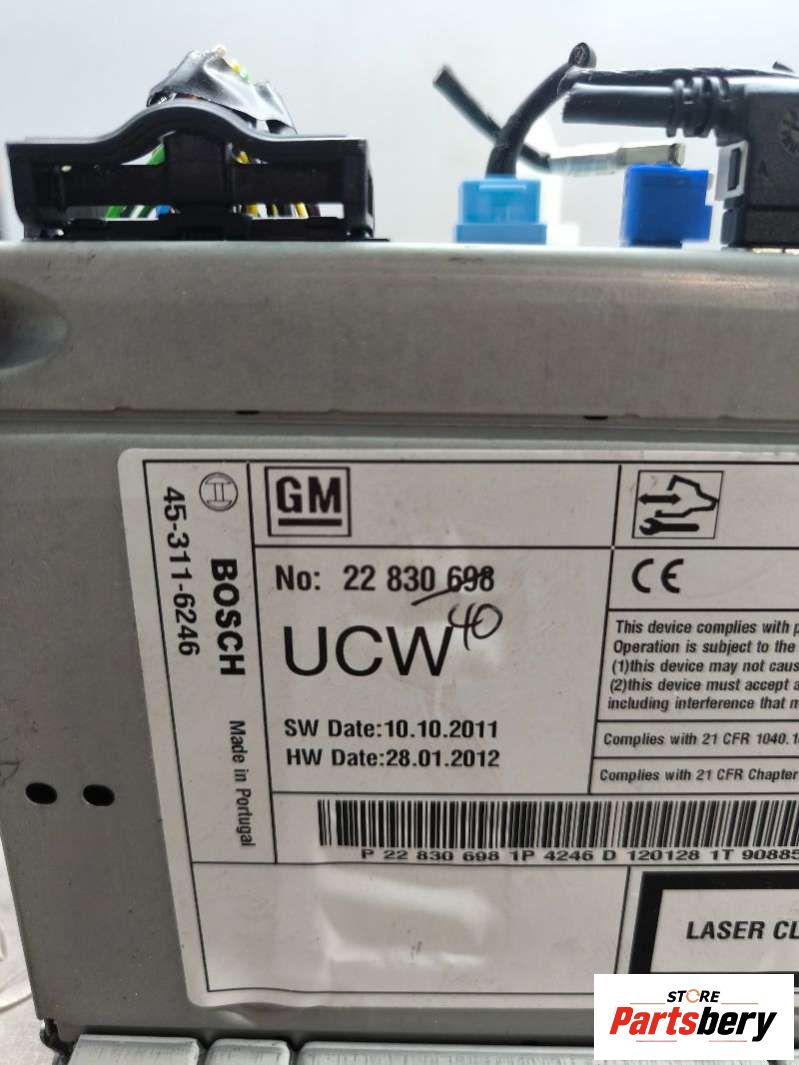 GM
45-311-6246
BOSCH
Made in Portugal
No: 22 830 698
40
UCW
SW Date:10.10.2011
HW Date:28.01.2012
CE
This device complies with p
Operation is subject to the
(1)this device may not caus
(2)this device must accept a
including interference that m
Complies with 21 CFR 1040.1
Complies with 21 CFR Chapter
P 22 830 698 1P 4246 D 120128 1T 90885
LASER CL
STORE
Partsbery